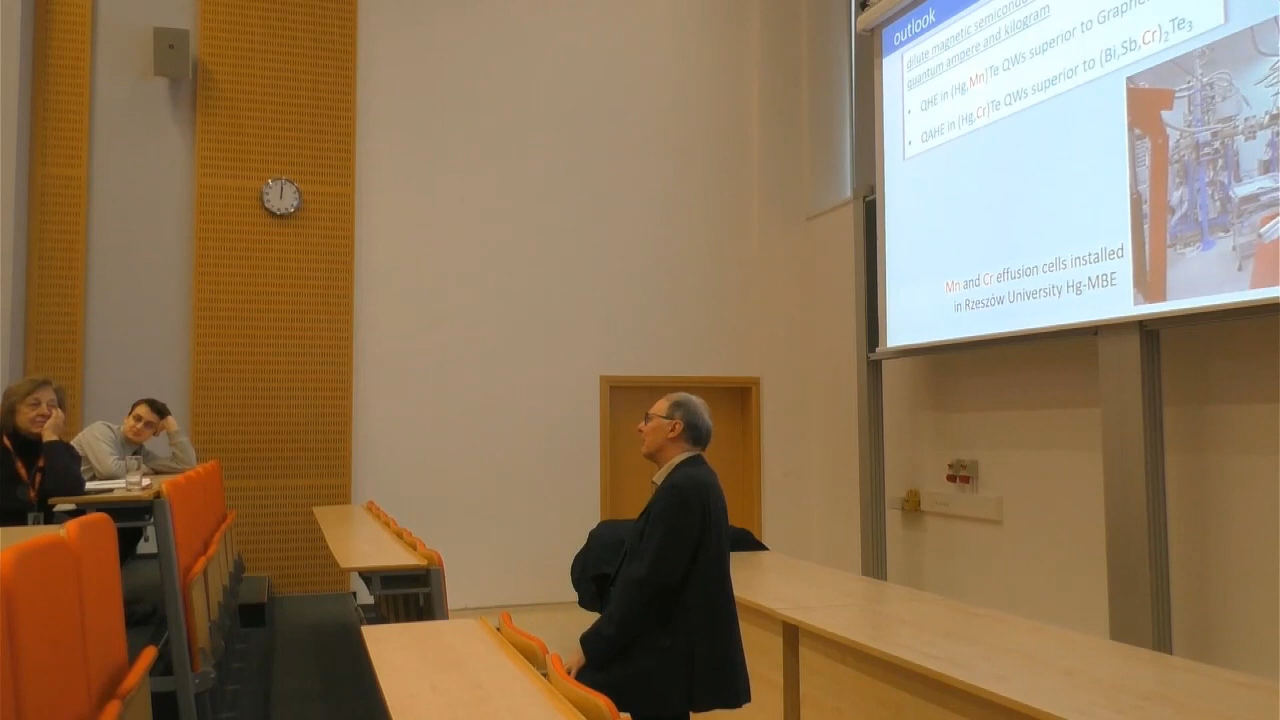 outlook
dilute magnetic
quantum ampere and kilogram
• QHE in (Hg,Mn)Te QWs superior to
• QAHE in (Hg,Cr)Te QWs superior to (Bi,Sb,Cr)₂Te₃
Mn and Cr effusion cells installed
in Rzeszów University Hg-MBE